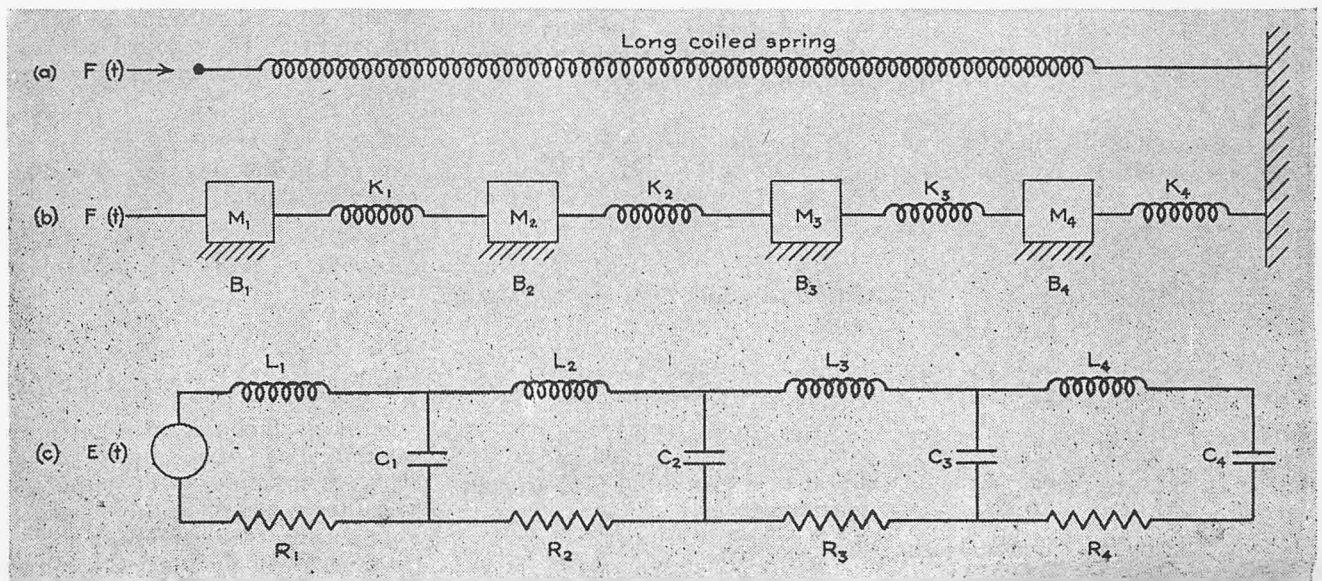 Long coiled spring
(a) F (t)
K₁ K₂ K₃ K₄
(b) F (t) M₁ M₂ M₃ M₄
B₁ B₂ B₃ B₄
L₁ L₂ L₃ L₄
(c) E (t) C₁ C₂ C₃ C₄
R₁ R₂ R₃ R₄